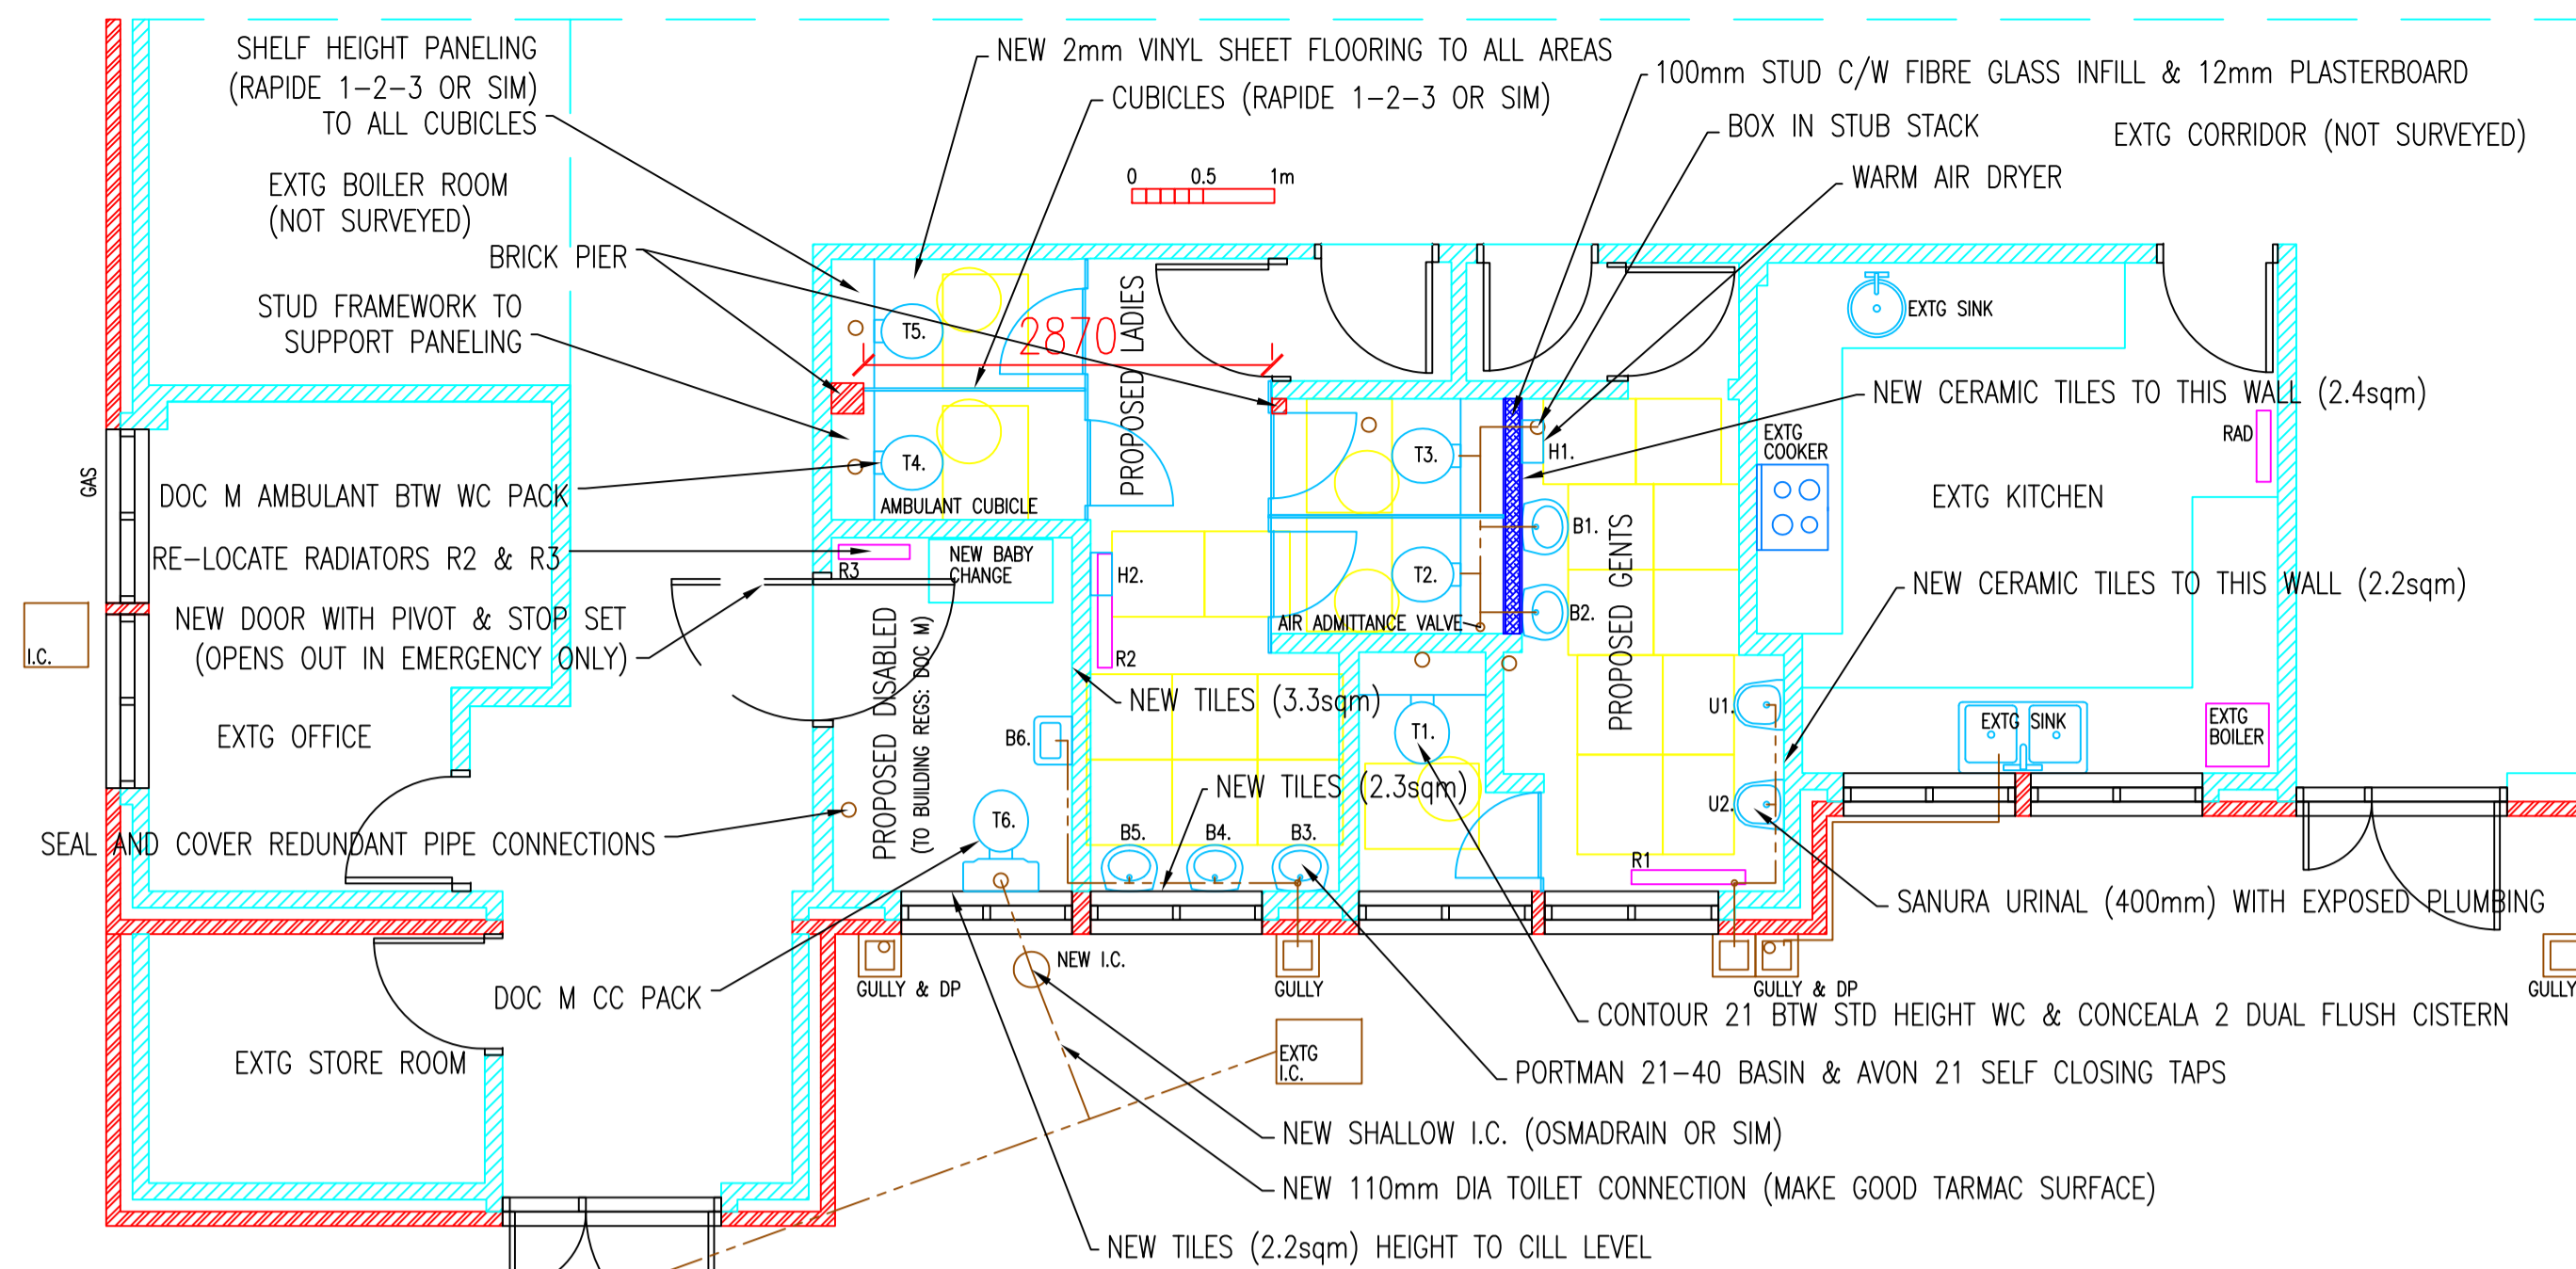 SHELF HEIGHT PANELING
(RAPIDE 1-2-3 OR SIM)
TO ALL CUBICLES
NEW 2mm VINYL SHEET FLOORING TO ALL AREAS
CUBICLES (RAPIDE 1-2-3 OR SIM)
100mm STUD C/W FIBRE GLASS INFILL & 12mm PLASTERBOARD
BOX IN STUB STACK
EXTG CORRIDOR (NOT SURVEYED)
WARM AIR DRYER
0 0.5 1m
EXTG BOILER ROOM
(NOT SURVEYED)
BRICK PIER
STUD FRAMEWORK TO
SUPPORT PANELING
T5.
2870
PROPOSED LADIES
EXTG SINK
NEW CERAMIC TILES TO THIS WALL (2.4sqm)
GAS
DOC M AMBULANT BTW WC PACK
T4.
AMBULANT CUBICLE
T3.
H1.
EXTG
COOKER
RAD
EXTG KITCHEN
RE-LOCATE RADIATORS R2 & R3
R3
NEW BABY
CHANGE
H2.
T2.
B1.
B2.
AIR ADMITTANCE VALVE
PROPOSED GENTS
NEW CERAMIC TILES TO THIS WALL (2.2sqm)
NEW DOOR WITH PIVOT & STOP SET
(OPENS OUT IN EMERGENCY ONLY)
I.C.
R2
PROPOSED DISABLED
(TO BUILDING REGS: DOC M)
NEW TILES (3.3sqm)
EXTG OFFICE
B6.
T1.
U1.
EXTG SINK
EXTG
BOILER
NEW TILES (2.3sqm)
U2.
SEAL AND COVER REDUNDANT PIPE CONNECTIONS
T6.
B5.
B4.
B3.
R1
SANURA URINAL (400mm) WITH EXPOSED PLUMBING
NEW I.C.
GULLY & DP
GULLY
GULLY & DP
GULLY
DOC M CC PACK
CONTOUR 21 BTW STD HEIGHT WC & CONCEALA 2 DUAL FLUSH CISTERN
EXTG STORE ROOM
EXTG
I.C.
PORTMAN 21-40 BASIN & AVON 21 SELF CLOSING TAPS
NEW SHALLOW I.C. (OSMADRAIN OR SIM)
NEW 110mm DIA TOILET CONNECTION (MAKE GOOD TARMAC SURFACE)
NEW TILES (2.2sqm) HEIGHT TO CILL LEVEL